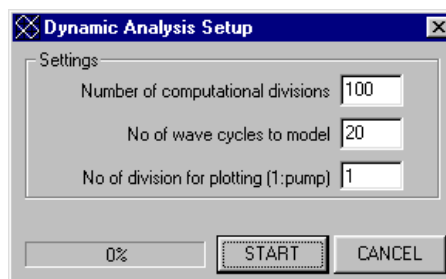 Dynamic Analysis Setup
Settings
Number of computational divisions 100
No of wave cycles to model 20
No of division for plotting (1:pump) 1
0% START CANCEL